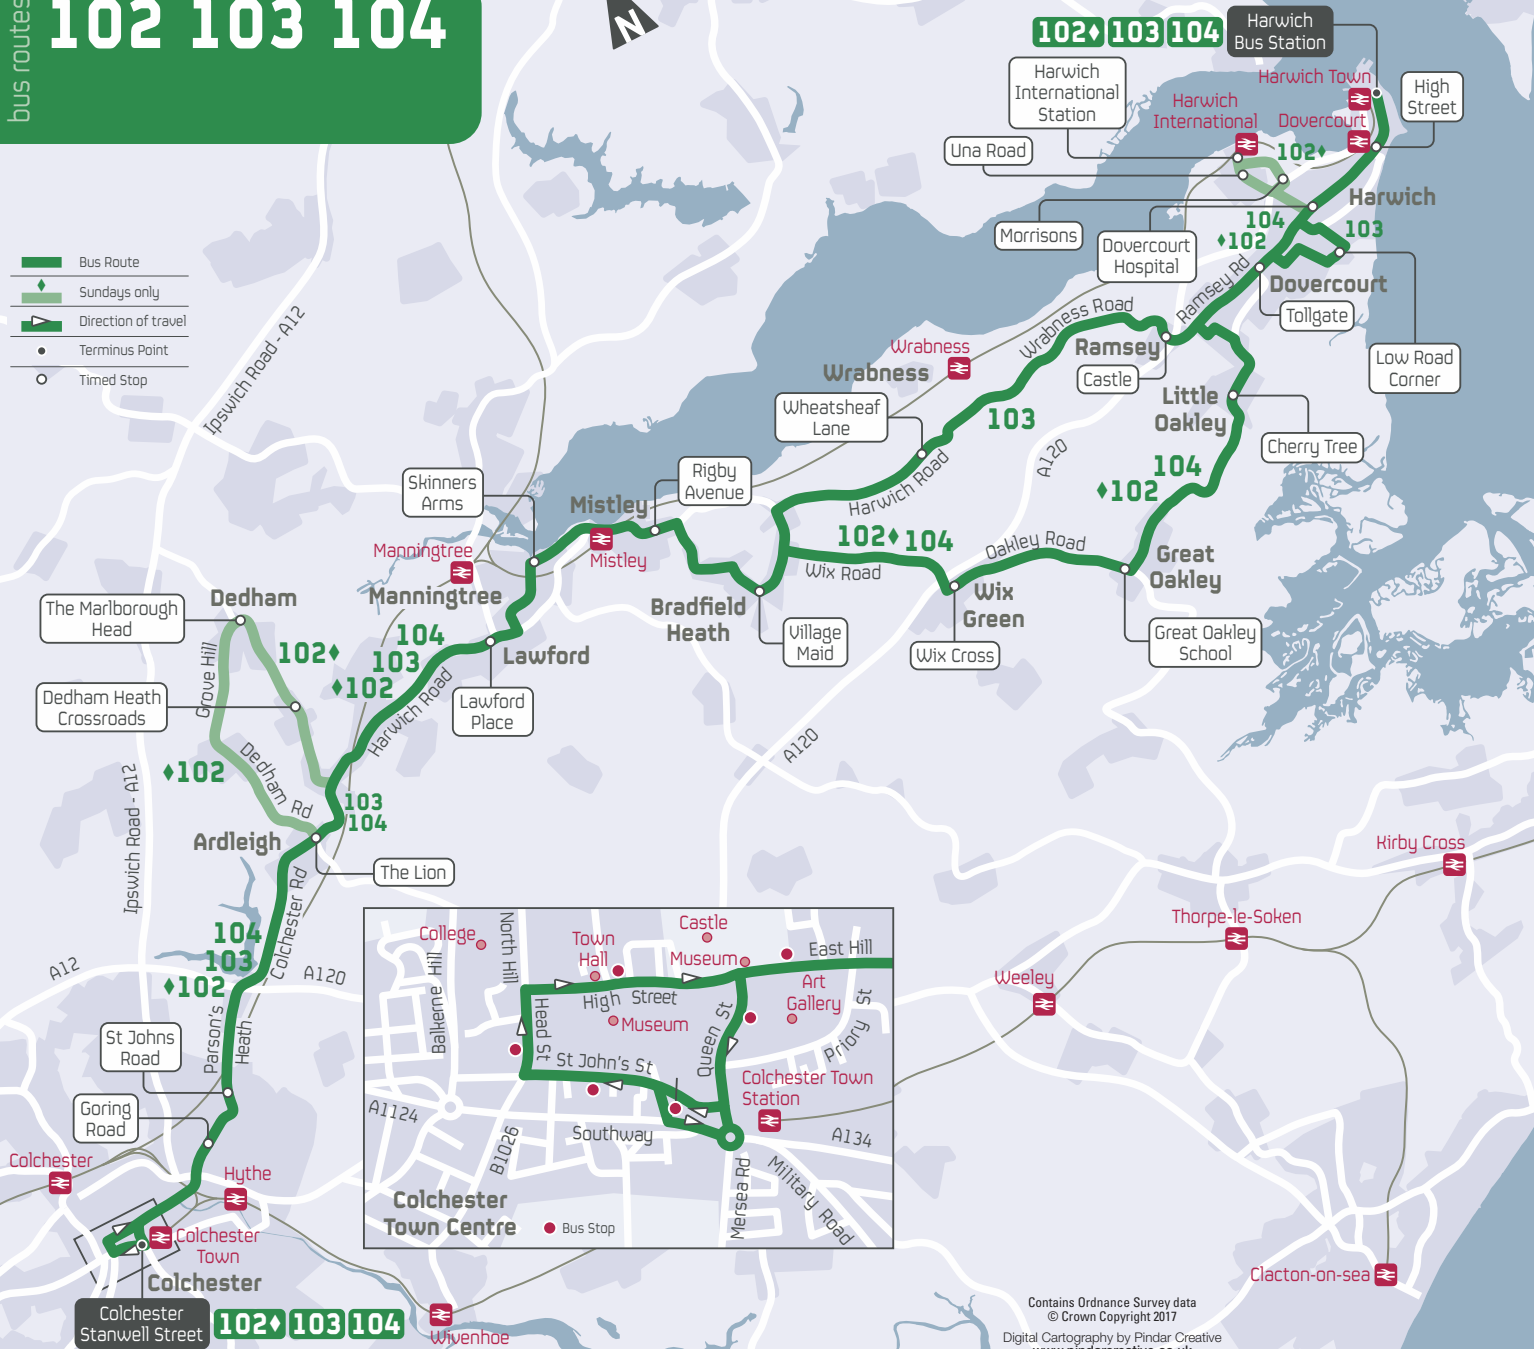 bus routes
102 103 104
N
102♦ 103 104
Harwich
Bus Station
Harwich
International
Station
Harwich Town
High
Street
Harwich
International
Dovercourt
Una Road
102♦
Harwich
Morrisons
Dovercourt
Hospital
104
♦102
103
Dovercourt
Ramsey Rd
Tollgate
Low Road
Corner
Bus Route
Sundays only
Direction of travel
Terminus Point
Timed Stop
Ipswich Road - A12
Wrabness Road
Ramsey
Castle
Wrabness
Wrabness
Wheatsheaf
Lane
103
Little
Oakley
Cherry Tree
A120
104
♦102
Harwich Road
Skinners
Arms
Rigby
Avenue
Mistley
Mistley
Manningtree
Manningtree
102♦ 104
Wix Road
Oakley Road
Great
Oakley
Wix
Green
Wix Cross
Great Oakley
School
Bradfield
Heath
Village
Maid
The Marlborough
Head
Dedham
Grove Hill
102♦
104
103
♦102
Lawford
Lawford
Place
Harwich Road
Dedham Heath
Crossroads
♦102
Dedham Rd
A120
Ipswich Road - A12
103
104
Ardleigh
The Lion
Colchester Rd
104
103
♦102
A12
A120
Parson's
Heath
St Johns
Road
Goring
Road
Colchester
Hythe
Colchester
Town
Colchester
Colchester
Stanwell Street
102♦ 103 104
Wivenhoe
College
North Hill
Balkerne Hill
Town
Hall
Castle
Museum
East Hill
Art
Gallery
High Street
Museum
Head St
Queen St
Priory St
St John's St
Colchester Town
Station
A1124
B1026
Southway
A134
Mersea Rd
Military Road
Colchester
Town Centre
Bus Stop
Kirby Cross
Thorpe-le-Soken
Weeley
Clacton-on-sea
Contains Ordnance Survey data
© Crown Copyright 2017
Digital Cartography by Pindar Creative